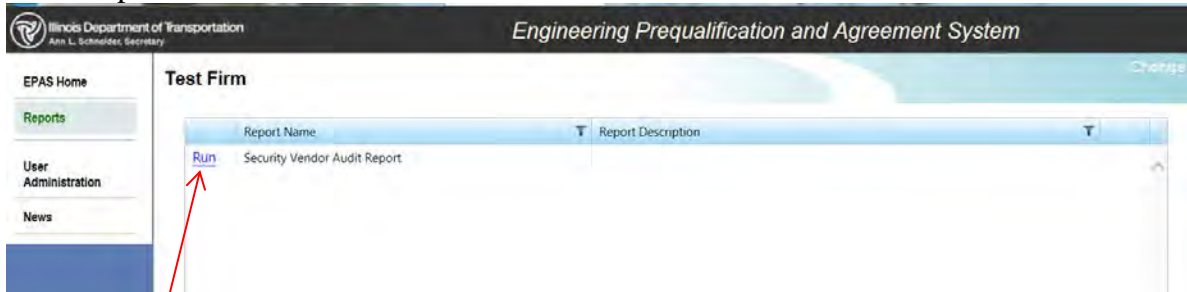 Illinois Department of Transportation
Ann L. Schneider, Secretary
Engineering Prequalification and Agreement System
Change
EPAS Home
Test Firm
Reports
Report Name
Report Description
Run
Security Vendor Audit Report
User
Administration
News